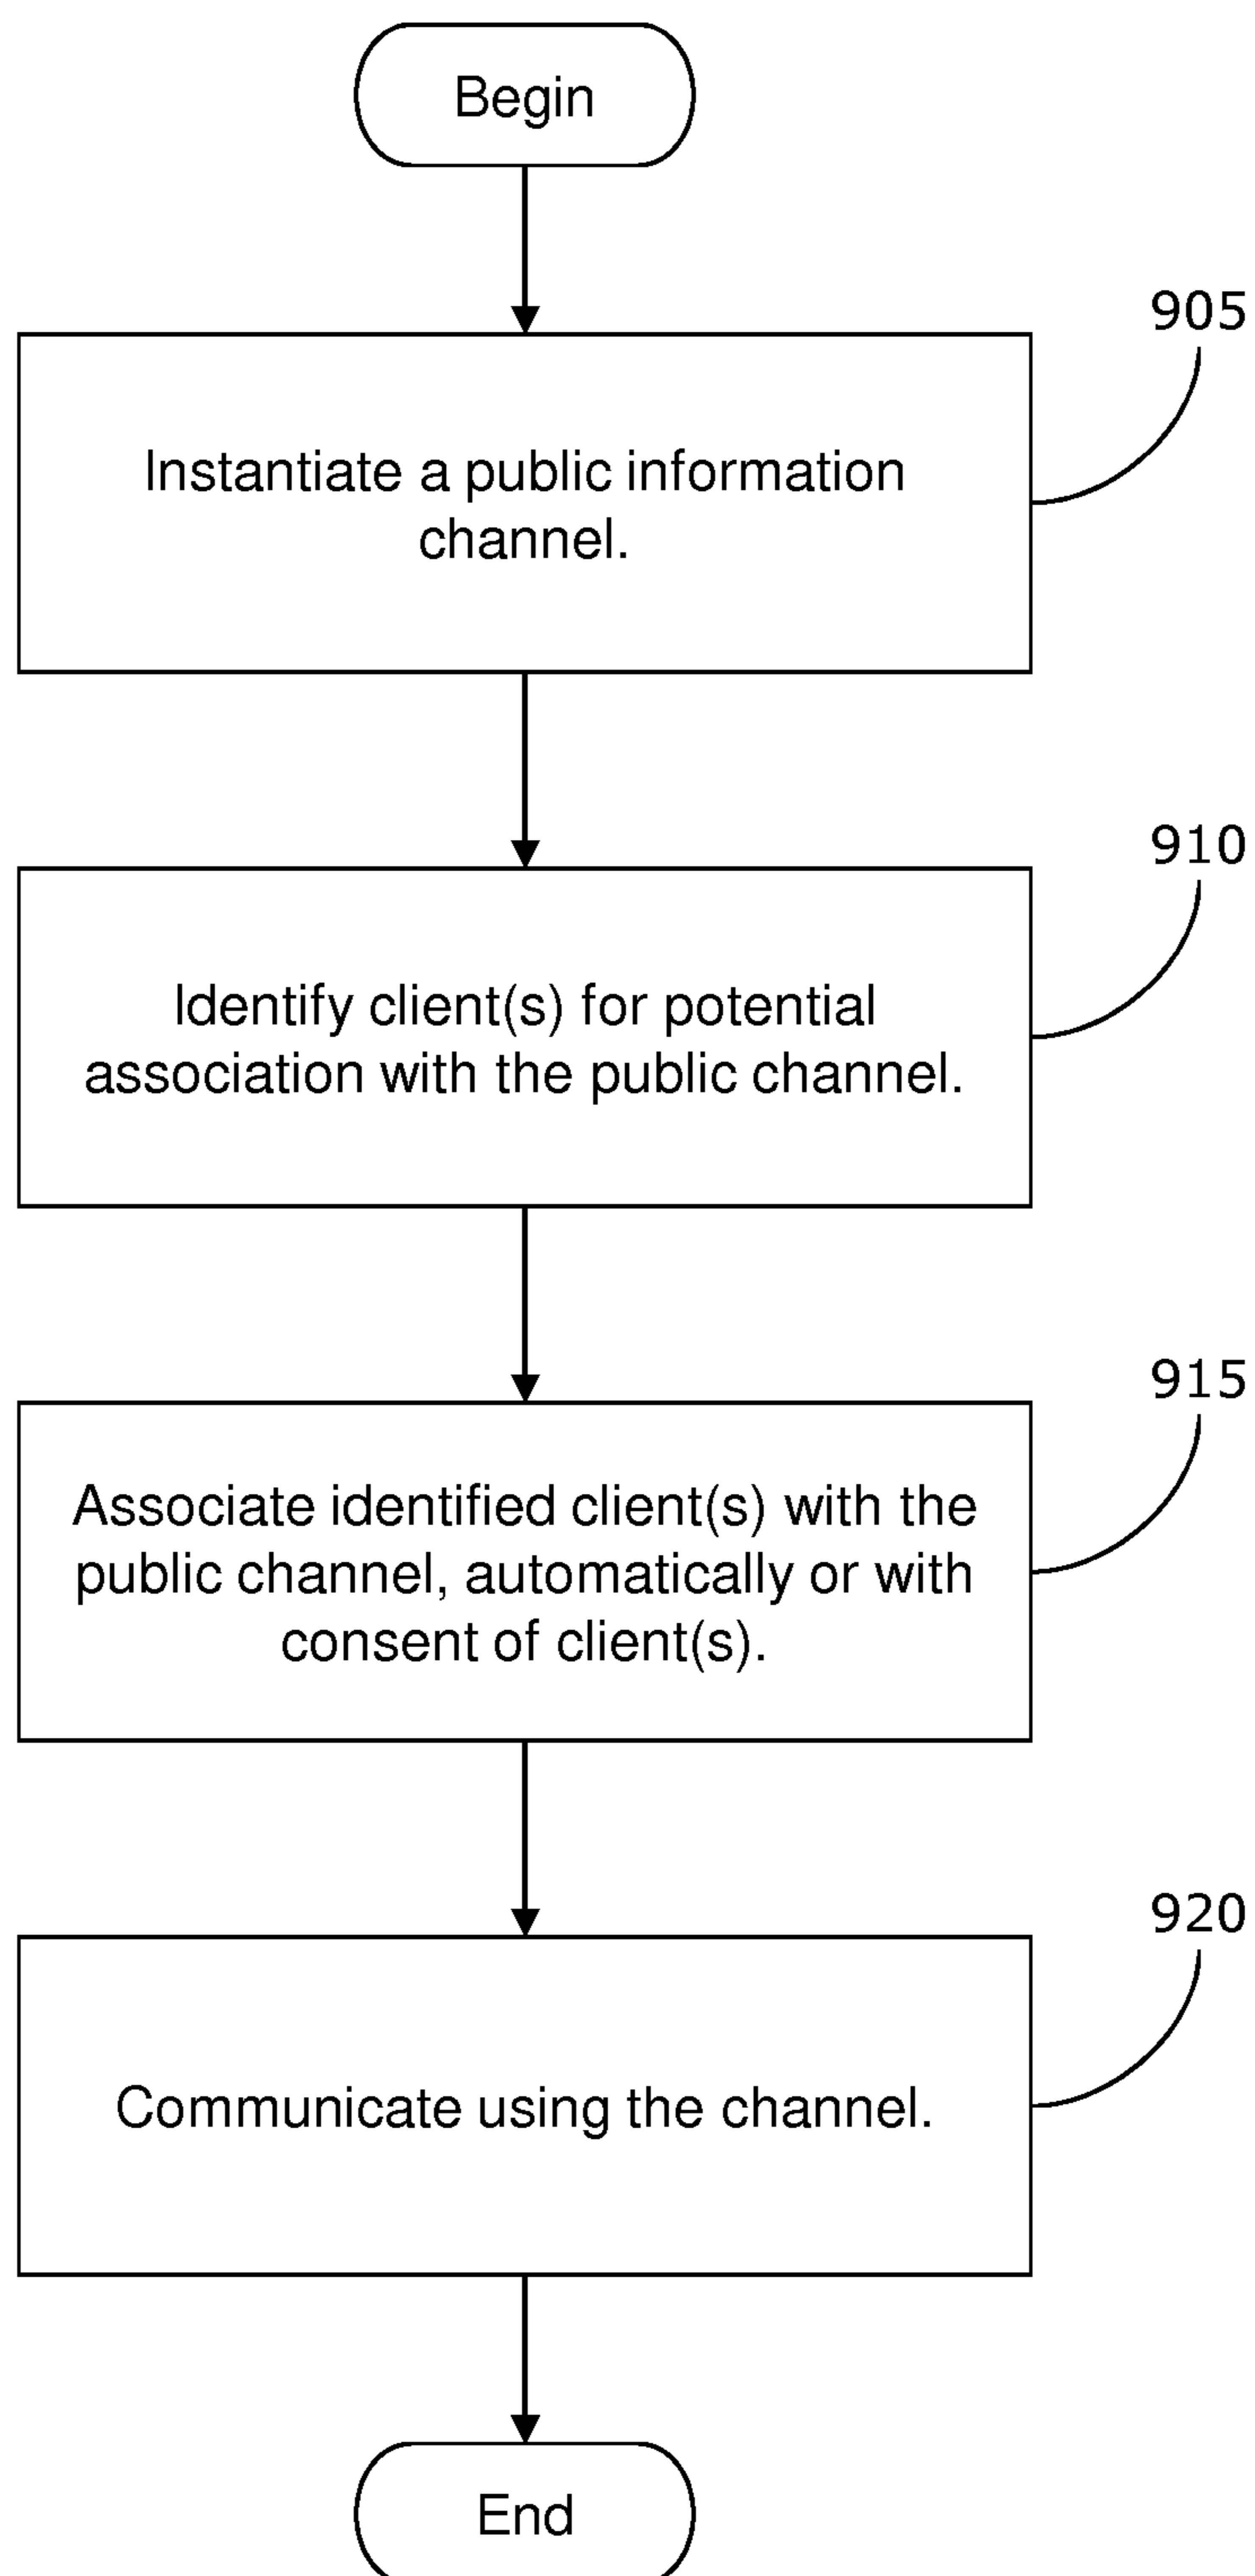 Begin
905
Instantiate a public information
channel.
910
Identify client(s) for potential
association with the public channel.
915
Associate identified client(s) with the
public channel, automatically or with
consent of client(s).
920
Communicate using the channel.
End